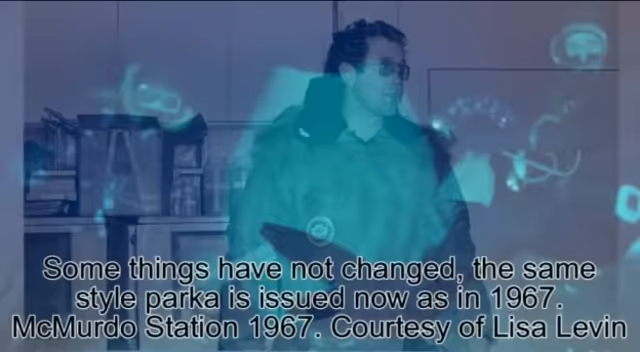 Some things have not changed, the same
style parka is issued now as in 1967.
McMurdo Station 1967. Courtesy of Lisa Levin